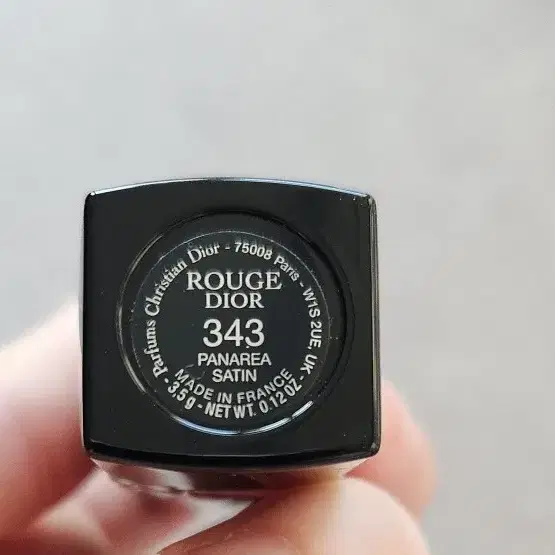 Parfums Christian Dior - 75008 Paris - W1S 2UE, UK -
ROUGE
DIOR
343
PANAREA
SATIN
MADE IN FRANCE
- 3.5g - NET WT. 0.12 OZ -